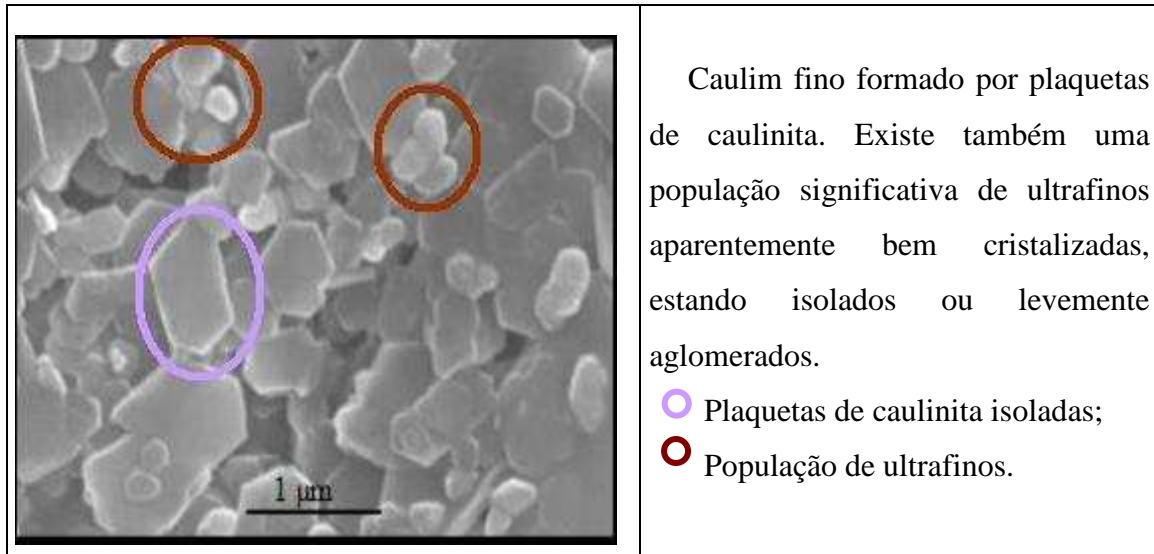 Caulim fino formado por plaquetas
de caulinita. Existe também uma
população significativa de ultrafinos
aparentemente bem cristalizadas,
estando isolados ou levemente
aglomerados.
Plaquetas de caulinita isoladas;
População de ultrafinos.
1 µm